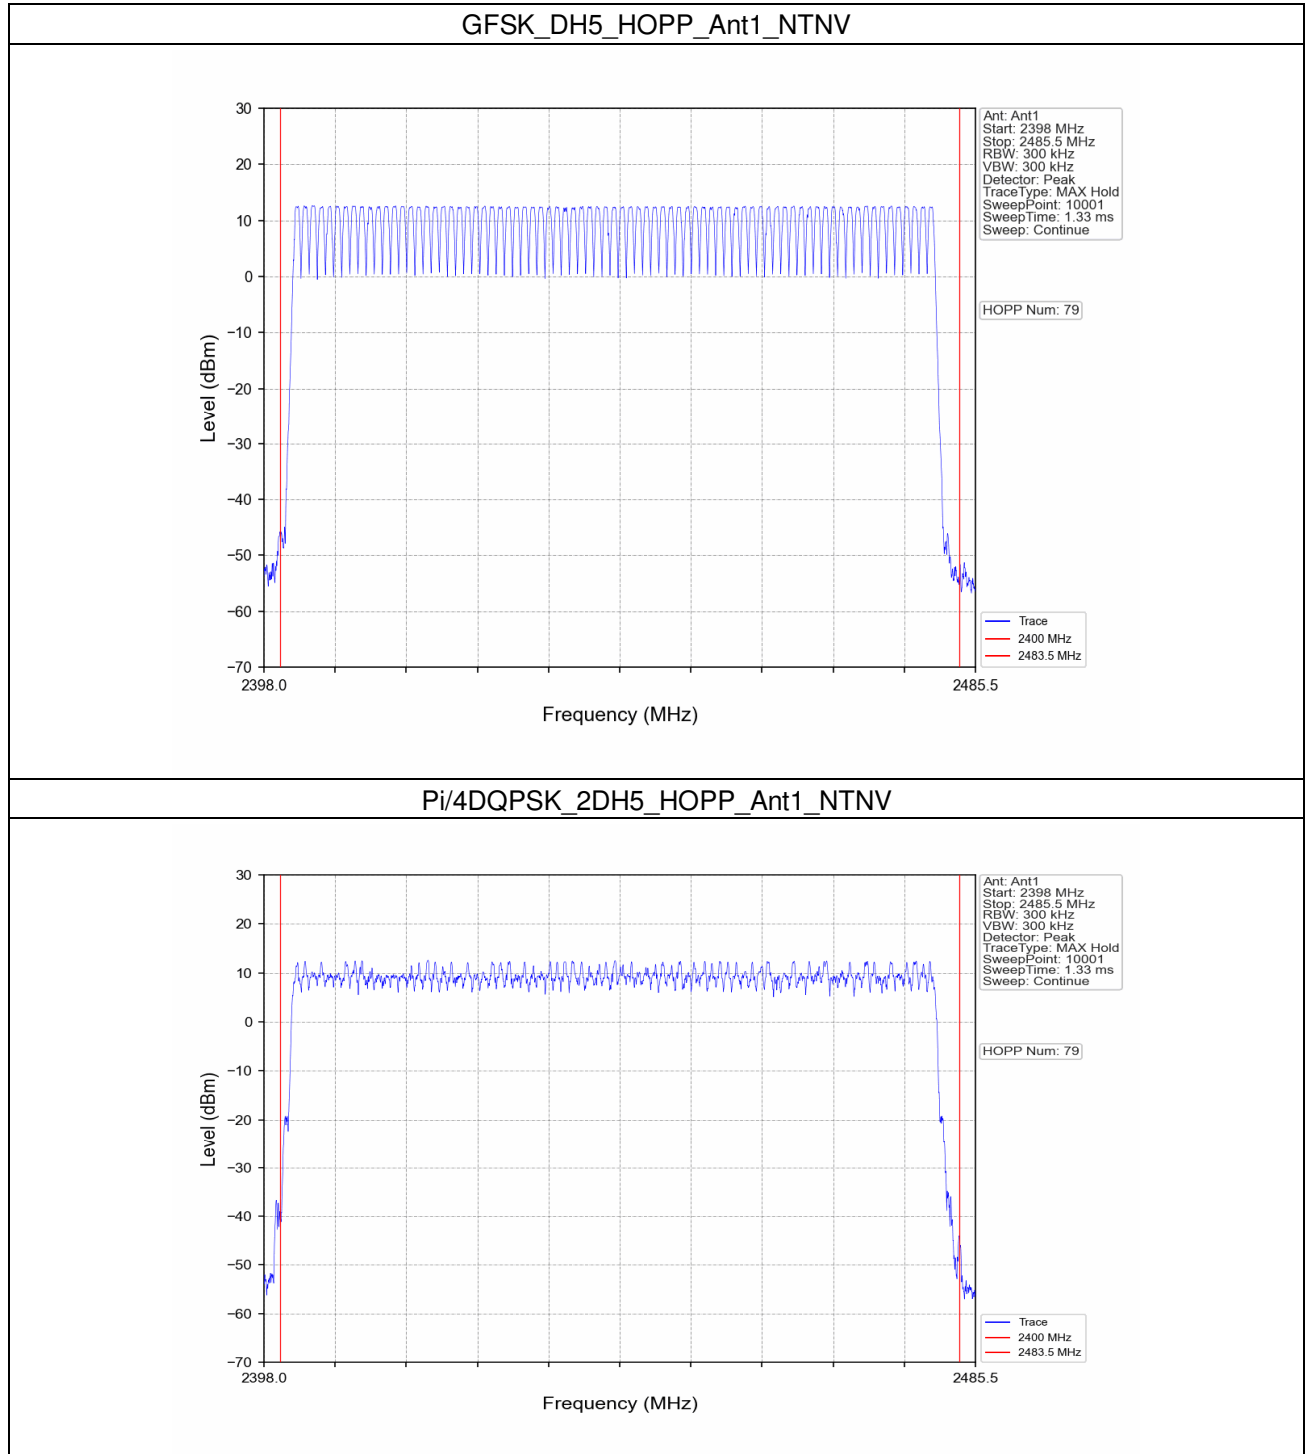 GFSK_DH5_HOPP_Ant1_NTNV
30
20
10
0
−10
−20
−30
−40
−50
−60
−70
Level (dBm)
2398.0
2485.5
Frequency (MHz)
Ant: Ant1
Start: 2398 MHz
Stop: 2485.5 MHz
RBW: 300 kHz
VBW: 300 kHz
Detector: Peak
TraceType: MAX Hold
SweepPoint: 10001
SweepTime: 1.33 ms
Sweep: Continue
HOPP Num: 79
Trace
2400 MHz
2483.5 MHz
Pi/4DQPSK_2DH5_HOPP_Ant1_NTNV
30
20
10
0
−10
−20
−30
−40
−50
−60
−70
Level (dBm)
2398.0
2485.5
Frequency (MHz)
Ant: Ant1
Start: 2398 MHz
Stop: 2485.5 MHz
RBW: 300 kHz
VBW: 300 kHz
Detector: Peak
TraceType: MAX Hold
SweepPoint: 10001
SweepTime: 1.33 ms
Sweep: Continue
HOPP Num: 79
Trace
2400 MHz
2483.5 MHz